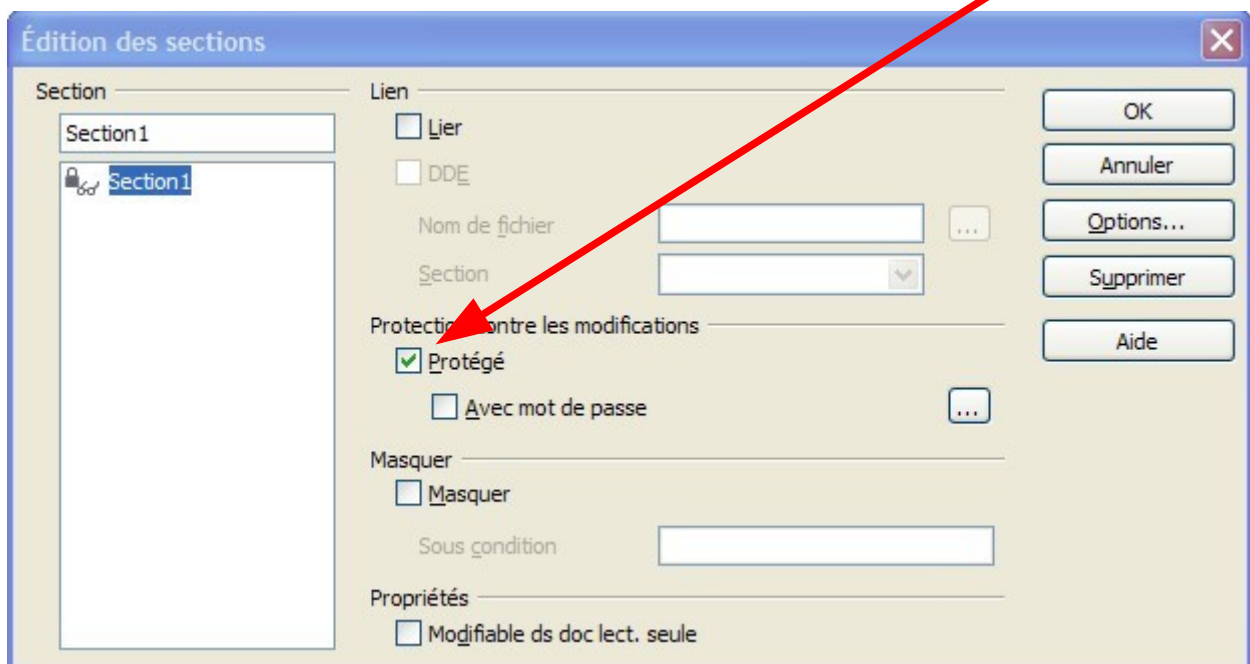 Édition des sections
Section
Section1
Section1
Lien
Lier
DDE
Nom de fichier
...
Section
Protection contre les modifications
Protégé
Avec mot de passe
...
Masquer
Masquer
Sous condition
Propriétés
Modifiable ds doc lect. seule
OK
Annuler
Options...
Supprimer
Aide